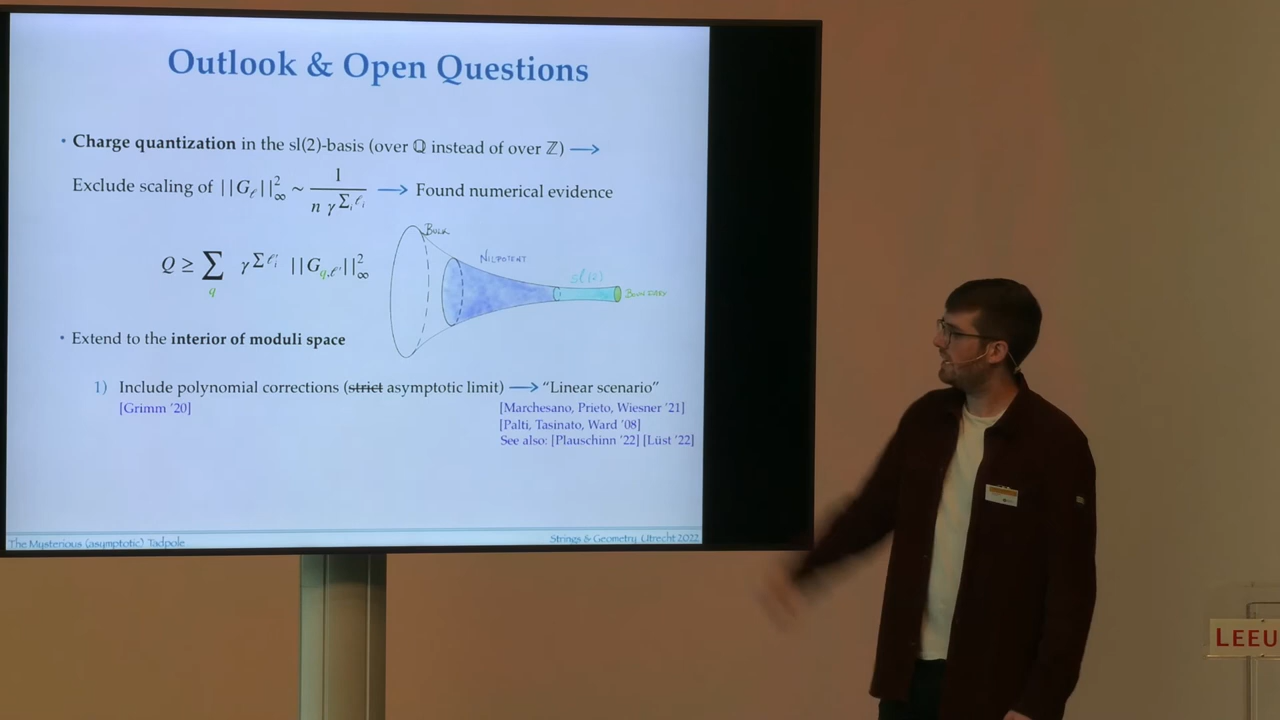 Outlook & Open Questions
• Charge quantization in the sl(2)-basis (over ℚ instead of over ℤ) ⟶
Exclude scaling of ||G_ℓ||²_∞ ~ 1 / (n γ^{Σ_i ℓ_i}) ⟶ Found numerical evidence
Q ≥ Σ_q γ^{Σ ℓ'_i} ||G_{q,ℓ'}||²_∞
BULK
NILPOTENT
sl(2)
BOUNDARY
• Extend to the interior of moduli space
1) Include polynomial corrections (strict asymptotic limit) ⟶ “Linear scenario”
[Grimm ’20]
[Marchesano, Prieto, Wiesner ’21]
[Palti, Tasinato, Ward ’08]
See also: [Plauschinn ’22] [Lüst ’22]
The Mysterious (asymptotic) Tadpole
Strings & Geometry, Utrecht 2022
LEEU